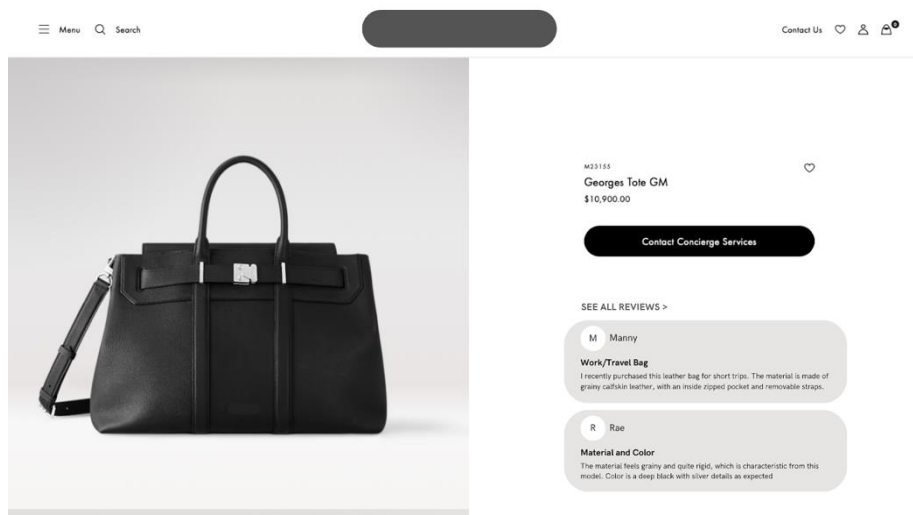 Menu
Search
Contact Us
0
M23155
Georges Tote GM
$10,900.00
Contact Concierge Services
SEE ALL REVIEWS >
M Manny
Work/Travel Bag
I recently purchased this leather bag for short trips. The material is made of
grainy calfskin leather, with an inside zipped pocket and removable straps.
R Rae
Material and Color
The material feels grainy and quite rigid, which is characteristic from this
model. Color is a deep black with silver details as expected